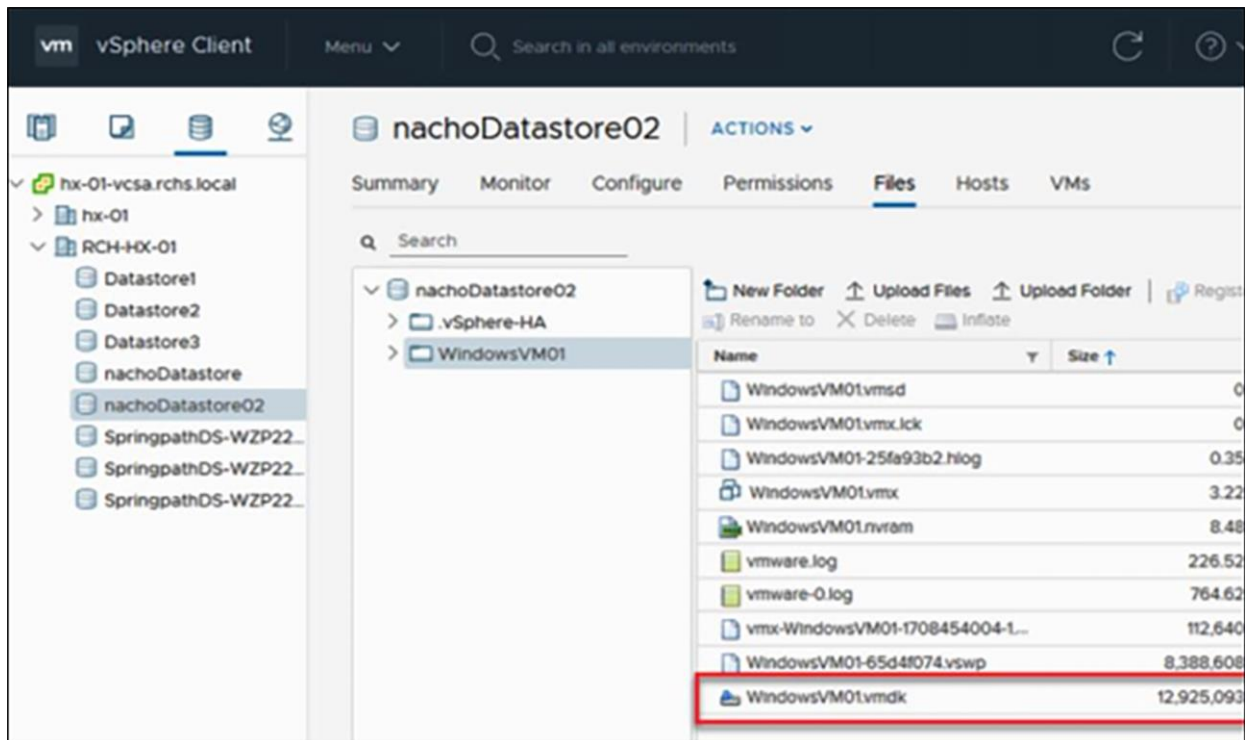 vm vSphere Client Menu Search in all environments
nachoDatastore02 ACTIONS
hx-01-vcsa.rchs.local
hx-01
RCH-HX-01
Datastore1
Datastore2
Datastore3
nachoDatastore
nachoDatastore02
SpringpathDS-WZP22...
SpringpathDS-WZP22...
SpringpathDS-WZP22...
Summary Monitor Configure Permissions Files Hosts VMs
Search
nachoDatastore02
.vSphere-HA
WindowsVM01
New Folder Upload Files Upload Folder Regist
Rename to Delete Inflate
Name Size
WindowsVM01.vmsd 0
WindowsVM01.vmx.lck 0
WindowsVM01-25fa93b2.hlog 0.35
WindowsVM01.vmx 3.22
WindowsVM01.nvram 8.48
vmware.log 226.52
vmware-0.log 764.62
vmx-WindowsVM01-1708454004-1.... 112,640
WindowsVM01-65d4f074.vswp 8,388,608
WindowsVM01.vmdk 12,925,093